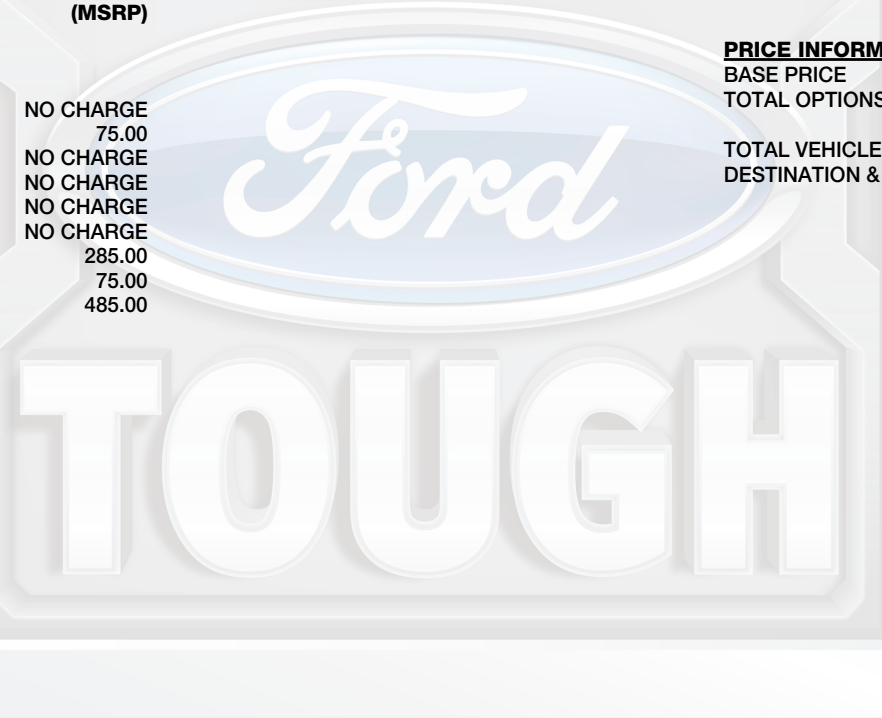 (MSRP)
NO CHARGE
75.00
NO CHARGE
NO CHARGE
NO CHARGE
NO CHARGE
285.00
75.00
485.00
PRICE INFORM
BASE PRICE
TOTAL OPTIONS
TOTAL VEHICLE
DESTINATION &
Ford
TOUGH